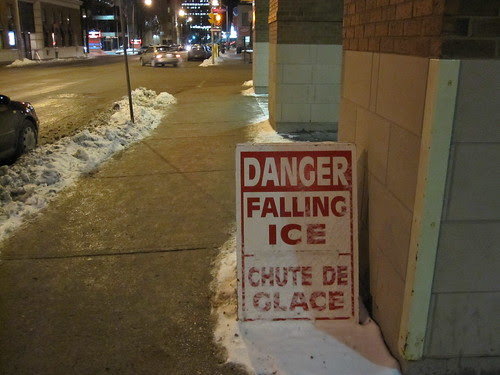 DANGER
FALLING
ICE
CHUTE DE
GLACE